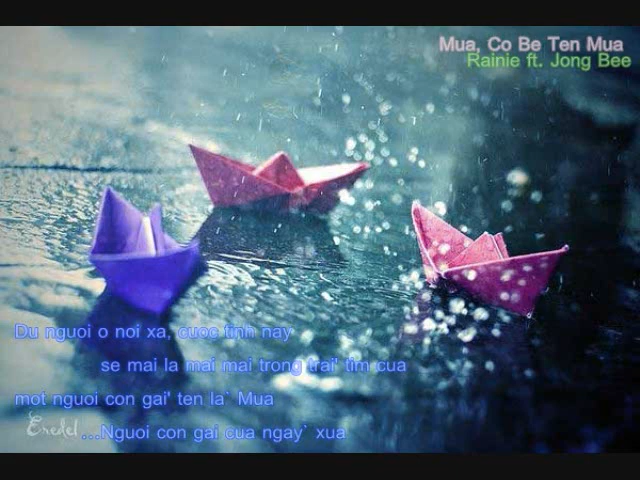 Mua, Co Be Ten Mua
Rainie ft. Jong Bee
Du nguoi o noi xa, cuoc tinh nay
se mai la mai mai trong trai' tim cua
mot nguoi con gai' ten la` Mua
Eredel ...Nguoi con gai cua ngay` xua